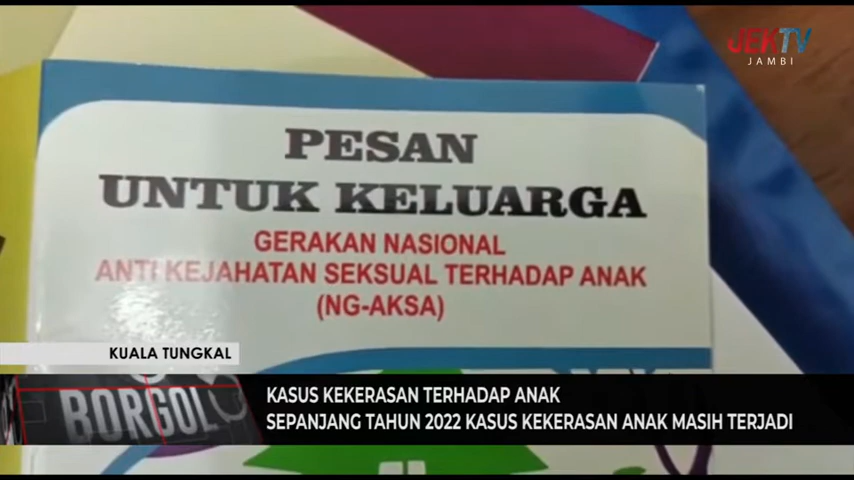 JEKTV
JAMBI
PESAN
UNTUK KELUARGA
GERAKAN NASIONAL
ANTI KEJAHATAN SEKSUAL TERHADAP ANAK
(NG-AKSA)
KUALA TUNGKAL
BORGOL
KASUS KEKERASAN TERHADAP ANAK
SEPANJANG TAHUN 2022 KASUS KEKERASAN ANAK MASIH TERJADI